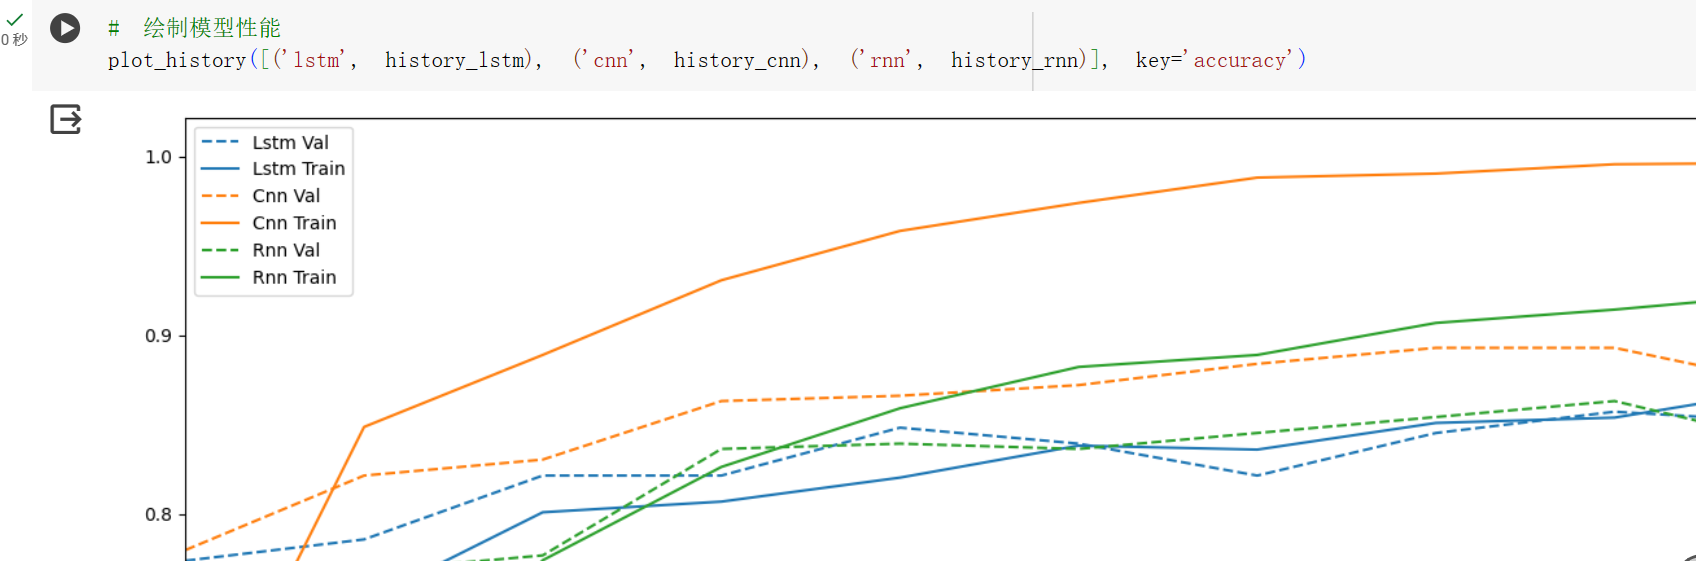 # 绘制模型性能
0 秒
plot_history([('lstm', history_lstm), ('cnn', history_cnn), ('rnn', history_rnn)], key='accuracy')
Lstm Val
Lstm Train
Cnn Val
Cnn Train
Rnn Val
Rnn Train
1.0
0.9
0.8